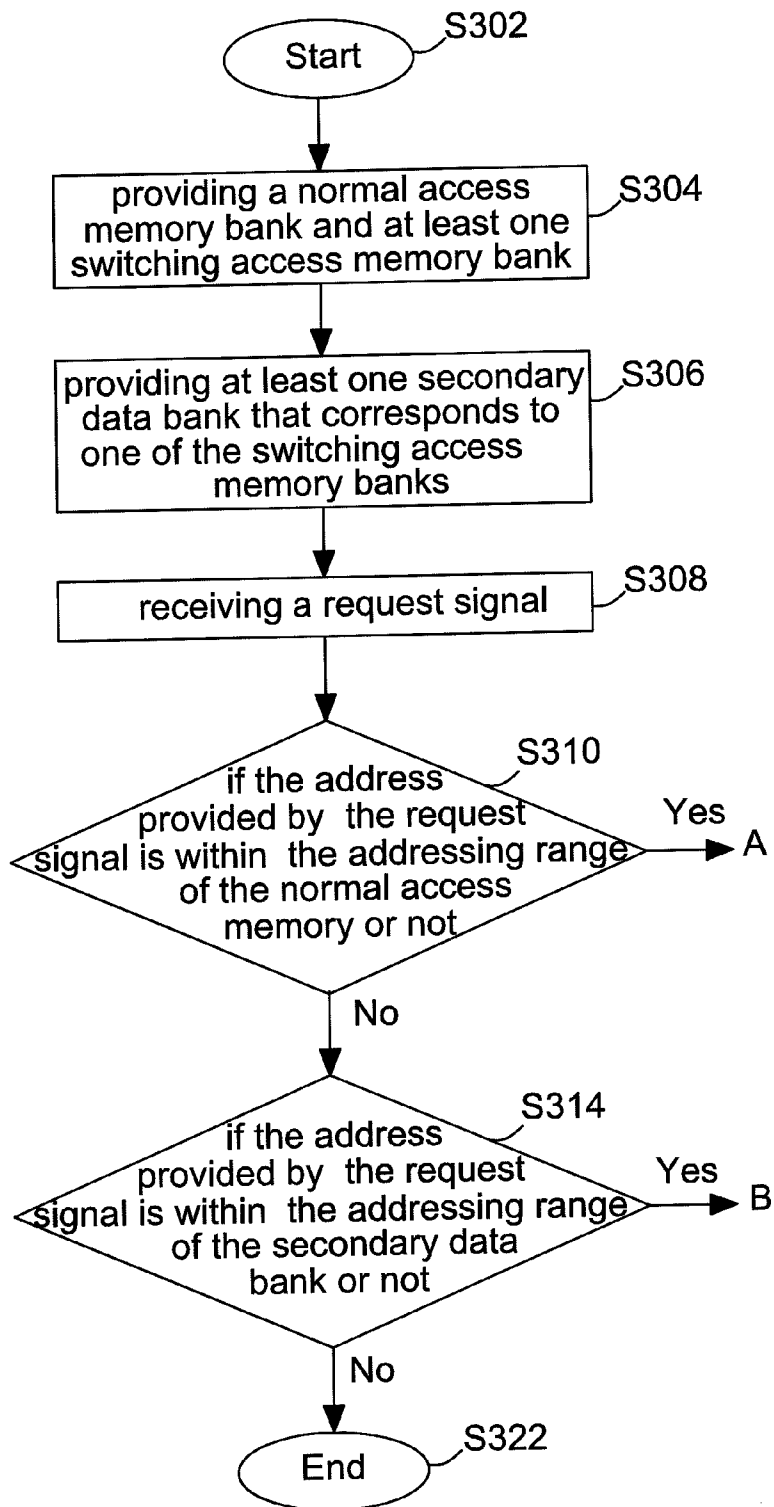 Start
S302
providing a normal access
memory bank and at least one
switching access memory bank
S304
providing at least one secondary
data bank that corresponds to
one of the switching access
memory banks
S306
receiving a request signal
S308
S310
if the address
provided by the request
signal is within the addressing range
of the normal access
memory or not
Yes
A
No
S314
if the address
provided by the request
signal is within the addressing range
of the secondary data
bank or not
Yes
B
No
End
S322